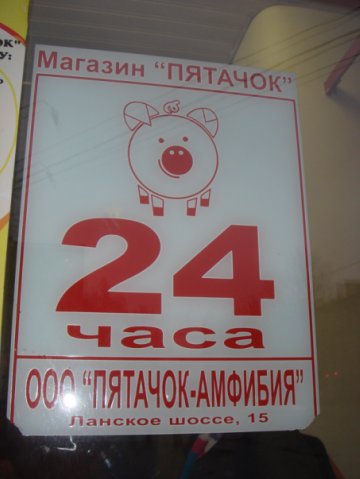 Магазин "ПЯТАЧОК"
24
часа
ООО "ПЯТАЧОК-АМФИБИЯ"
Ланское шоссе, 15